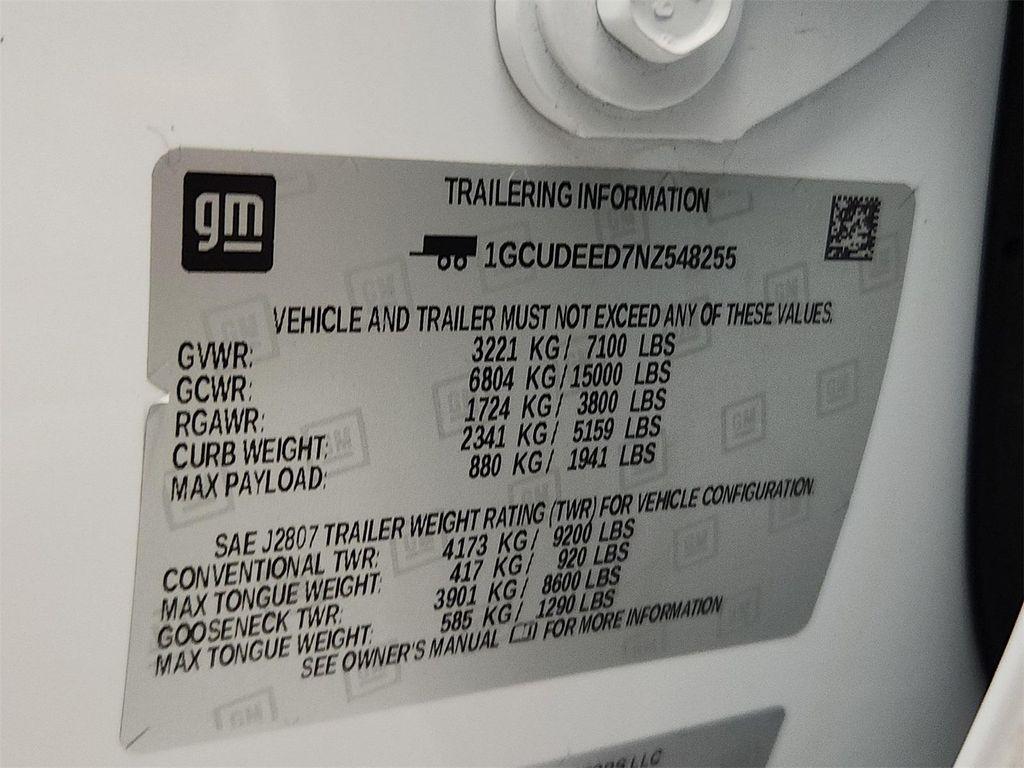 gm
TRAILERING INFORMATION
1GCUDEED7NZ548255
VEHICLE AND TRAILER MUST NOT EXCEED ANY OF THESE VALUES.
GVWR: 3221 KG/ 7100 LBS
GCWR: 6804 KG/15000 LBS
RGAWR: 1724 KG/ 3800 LBS
CURB WEIGHT: 2341 KG/ 5159 LBS
MAX PAYLOAD: 880 KG/ 1941 LBS
SAE J2807 TRAILER WEIGHT RATING (TWR) FOR VEHICLE CONFIGURATION.
CONVENTIONAL TWR: 4173 KG/ 9200 LBS
MAX TONGUE WEIGHT: 417 KG/ 920 LBS
GOOSENECK TWR: 3901 KG/ 8600 LBS
MAX TONGUE WEIGHT: 585 KG/ 1290 LBS
SEE OWNER'S MANUAL FOR MORE INFORMATION
LLC